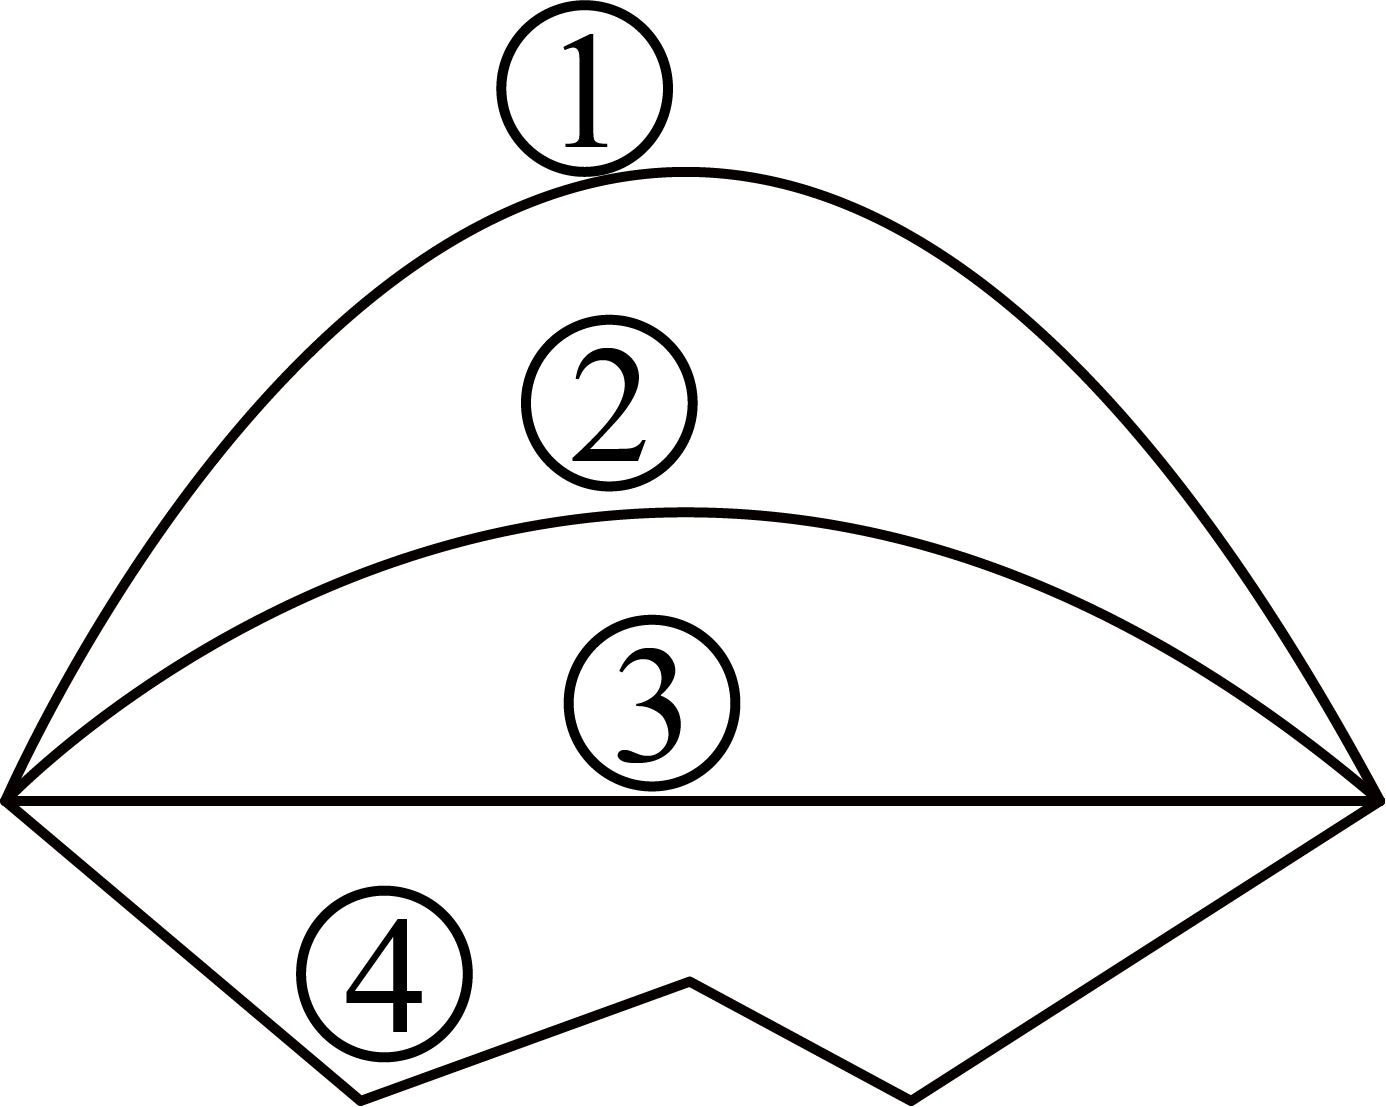 ①
②
③
④